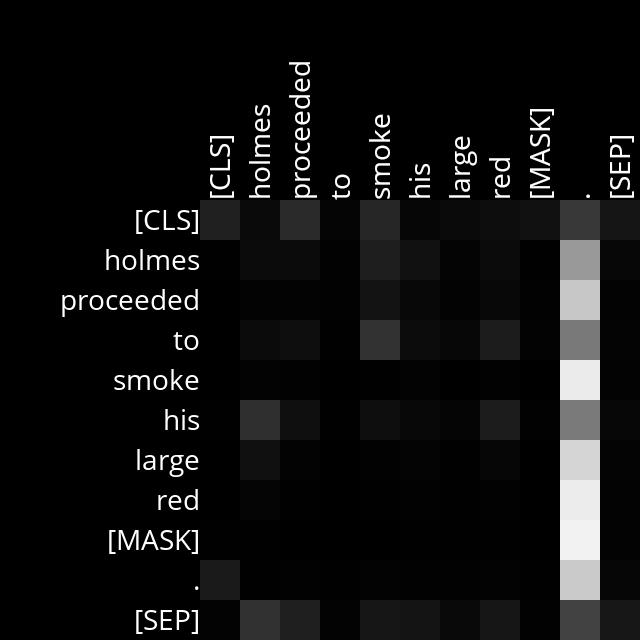 [CLS]
holmes
proceeded
to
smoke
his
large
red
[MASK]
.
[SEP]
[CLS]
holmes
proceeded
to
smoke
his
large
red
[MASK]
.
[SEP]